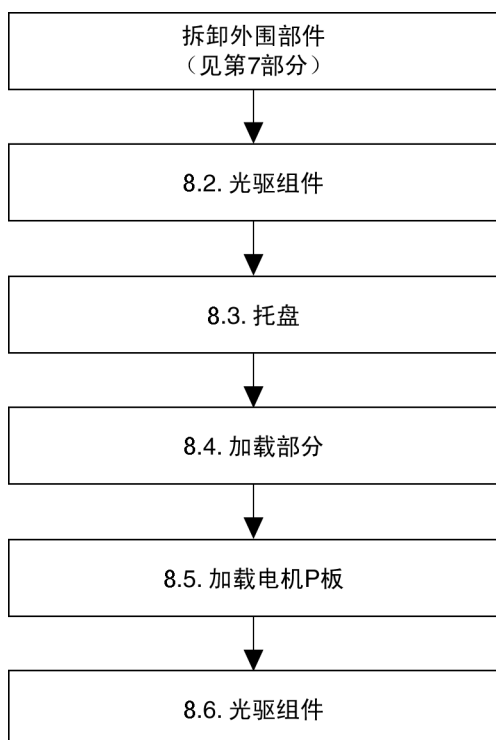 拆卸外围部件
（见第7部分）
8.2. 光驱组件
8.3. 托盘
8.4. 加载部分
8.5. 加载电机P板
8.6. 光驱组件